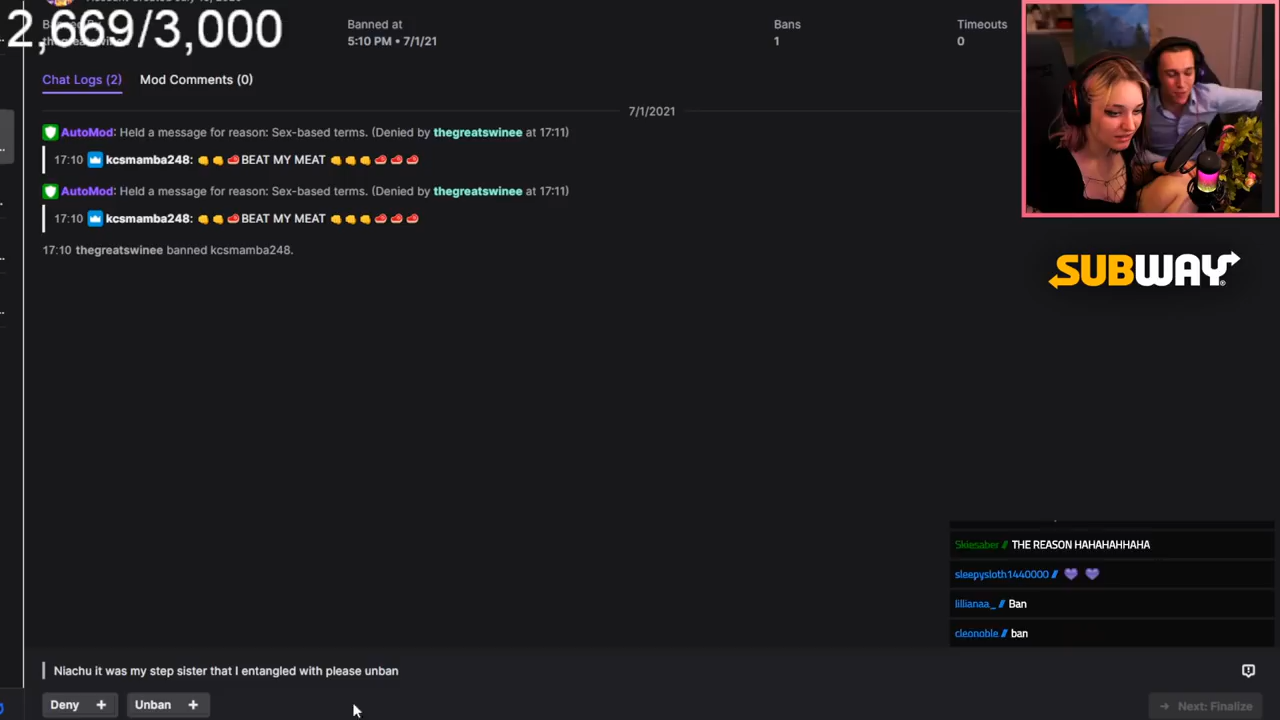 2,669/3,000
Banned at
Bans
Timeouts
5:10 PM • 7/1/21
1
0
Chat Logs (2) Mod Comments (0)
7/1/2021
AutoMod: Held a message for reason: Sex-based terms. (Denied by thegreatswinee at 17:11)
17:10 kcsmamba248: 👊👊🥩BEAT MY MEAT 👊👊👊🥩🥩🥩
AutoMod: Held a message for reason: Sex-based terms. (Denied by thegreatswinee at 17:11)
17:10 kcsmamba248: 👊👊🥩BEAT MY MEAT 👊👊👊🥩🥩🥩
17:10 thegreatswinee banned kcsmamba248.
SUBWAY
Skiesaber // THE REASON HAHAHAHHAHA
sleepysloth1440000 // 💜 💜
lillianaa_ // Ban
cleonoble // ban
Niachu it was my step sister that I entangled with please unban
Deny +
Unban +
→ Next: Finalize